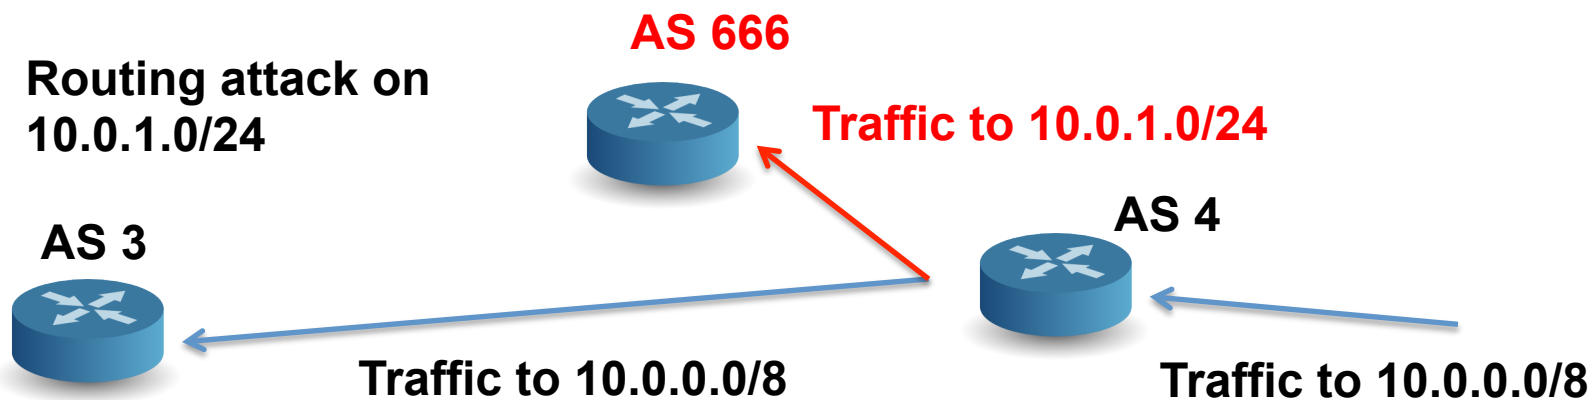 AS 666
Routing attack on
10.0.1.0/24
Traffic to 10.0.1.0/24
AS 3
AS 4
Traffic to 10.0.0.0/8
Traffic to 10.0.0.0/8